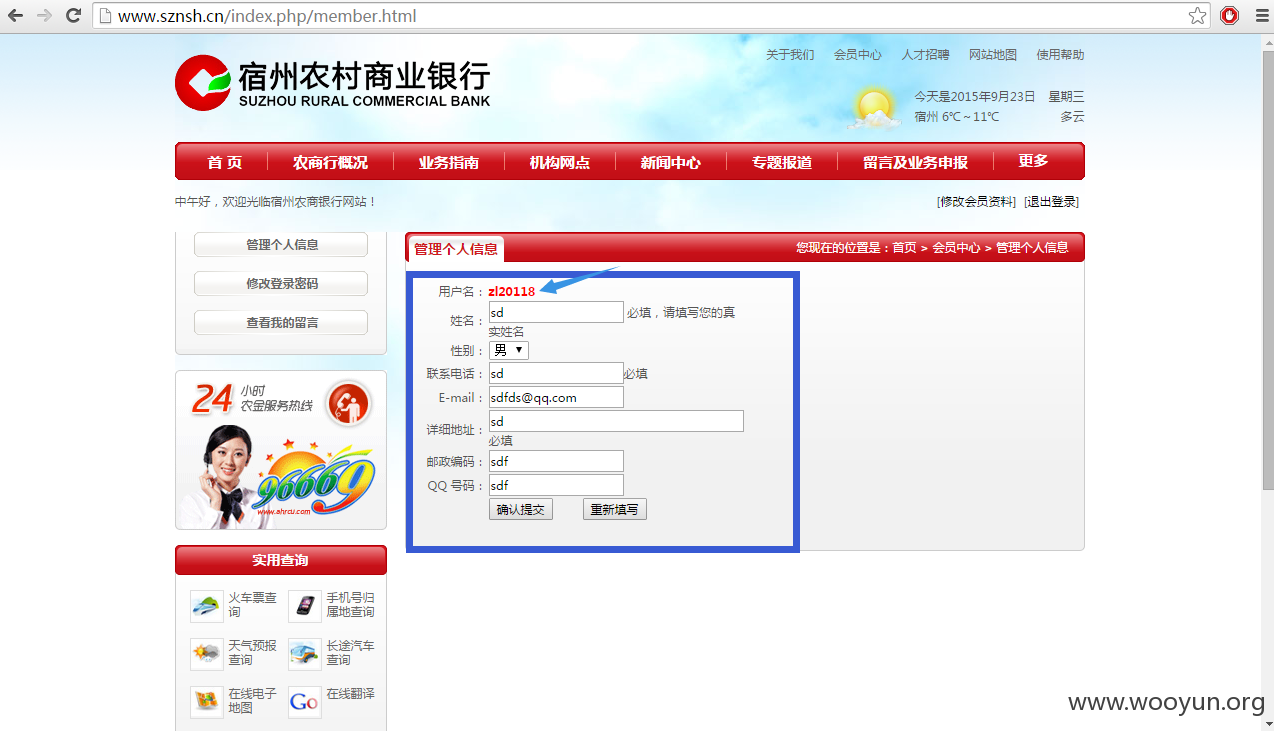 www.sznsh.cn/index.php/member.html
关于我们 会员中心 人才招聘 网站地图 使用帮助
宿州农村商业银行
SUZHOU RURAL COMMERCIAL BANK
今天是2015年9月23日 星期三
宿州 6℃～11℃ 多云
首 页 农商行概况 业务指南 机构网点 新闻中心 专题报道 留言及业务申报 更多
中午好，欢迎光临宿州农商银行网站！ [修改会员资料] [退出登录]
管理个人信息
修改登录密码
查看我的留言
24 小时
农金服务热线
96669
www.ahrcu.com
实用查询
火车票查询
手机号归属地查询
天气预报查询
长途汽车查询
在线电子地图
Go
在线翻译
管理个人信息 您现在的位置是：首页 > 会员中心 > 管理个人信息
用户名：zl20118
姓名：sd 必填，请填写您的真
实姓名
性别：男
联系电话：sd 必填
E-mail：sdfds@qq.com
详细地址：sd
必填
邮政编码：sdf
QQ 号码：sdf
确认提交 重新填写
www.wooyun.org